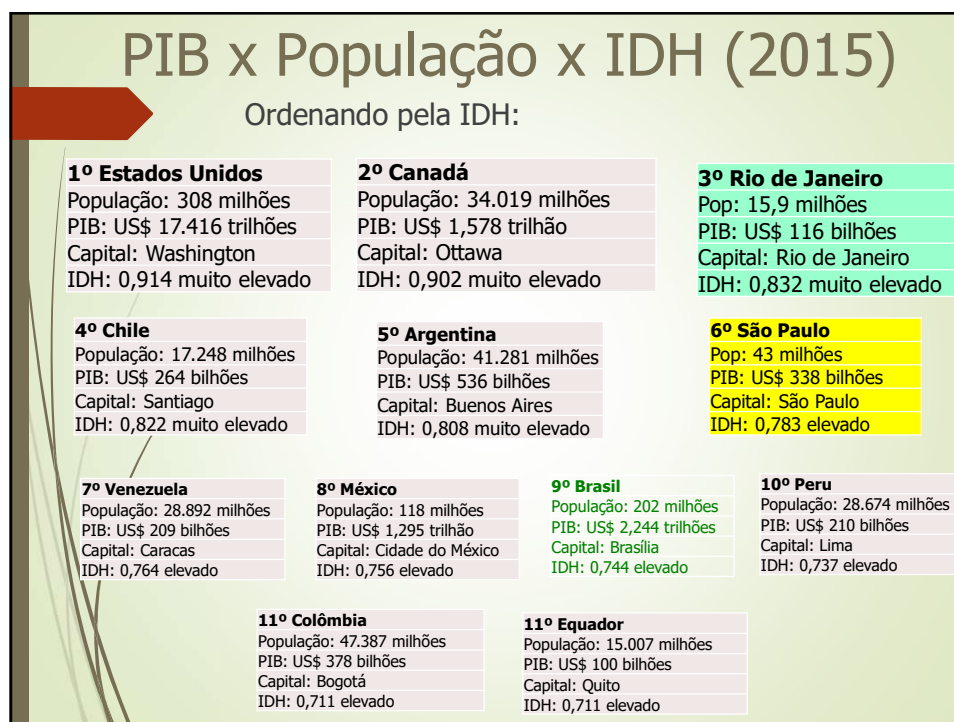 PIB x População x IDH (2015)
Ordenando pela IDH:
1º Estados Unidos
População: 308 milhões
PIB: US$ 17.416 trilhões
Capital: Washington
IDH: 0,914 muito elevado
2º Canadá
População: 34.019 milhões
PIB: US$ 1,578 trilhão
Capital: Ottawa
IDH: 0,902 muito elevado
3º Rio de Janeiro
Pop: 15,9 milhões
PIB: US$ 116 bilhões
Capital: Rio de Janeiro
IDH: 0,832 muito elevado
4º Chile
População: 17.248 milhões
PIB: US$ 264 bilhões
Capital: Santiago
IDH: 0,822 muito elevado
5º Argentina
População: 41.281 milhões
PIB: US$ 536 bilhões
Capital: Buenos Aires
IDH: 0,808 muito elevado
6º São Paulo
Pop: 43 milhões
PIB: US$ 338 bilhões
Capital: São Paulo
IDH: 0,783 elevado
7º Venezuela
População: 28.892 milhões
PIB: US$ 209 bilhões
Capital: Caracas
IDH: 0,764 elevado
8º México
População: 118 milhões
PIB: US$ 1,295 trilhão
Capital: Cidade do México
IDH: 0,756 elevado
9º Brasil
População: 202 milhões
PIB: US$ 2,244 trilhões
Capital: Brasília
IDH: 0,744 elevado
10º Peru
População: 28.674 milhões
PIB: US$ 210 bilhões
Capital: Lima
IDH: 0,737 elevado
11º Colômbia
População: 47.387 milhões
PIB: US$ 378 bilhões
Capital: Bogotá
IDH: 0,711 elevado
11º Equador
População: 15.007 milhões
PIB: US$ 100 bilhões
Capital: Quito
IDH: 0,711 elevado